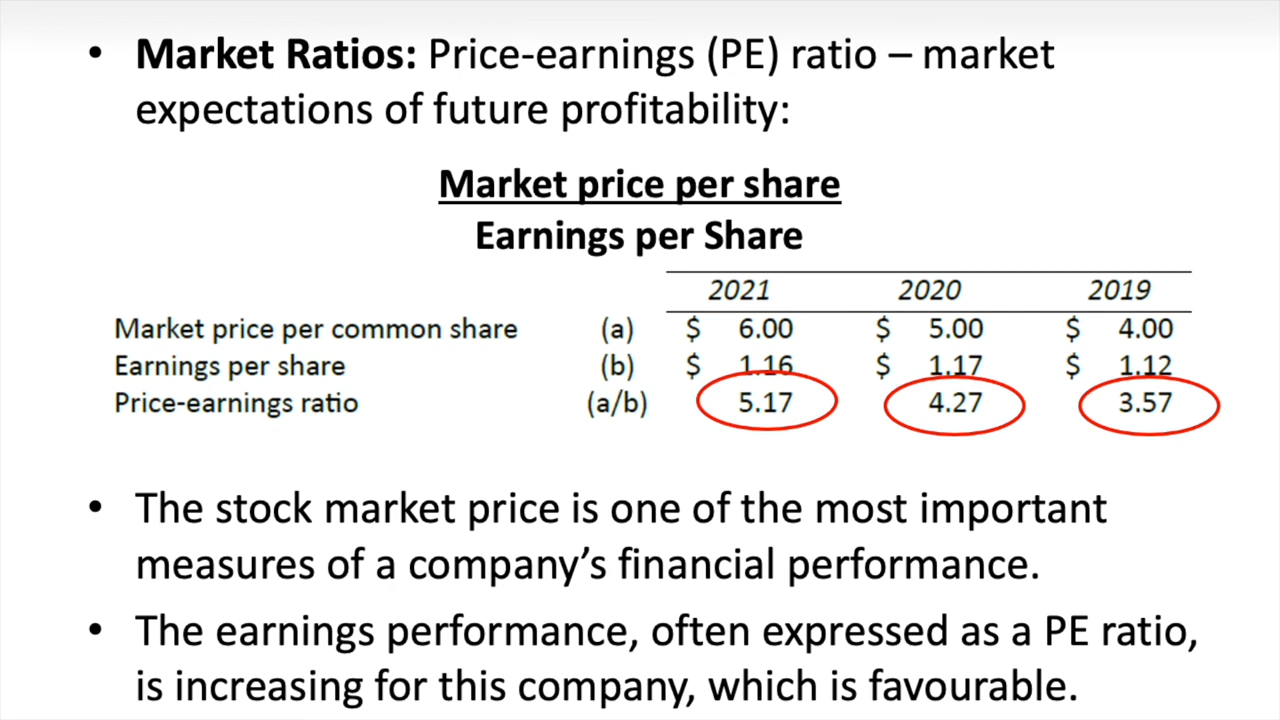 • Market Ratios: Price-earnings (PE) ratio – market
expectations of future profitability:
Market price per share
Earnings per Share
2021 2020 2019
Market price per common share (a) $ 6.00 $ 5.00 $ 4.00
Earnings per share (b) $ 1.16 $ 1.17 $ 1.12
Price-earnings ratio (a/b) 5.17 4.27 3.57
• The stock market price is one of the most important
measures of a company’s financial performance.
• The earnings performance, often expressed as a PE ratio,
is increasing for this company, which is favourable.